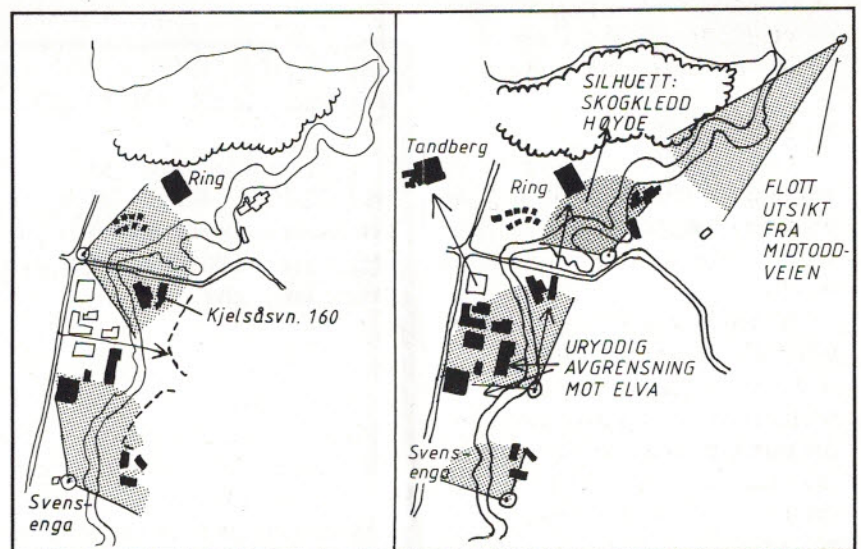 Ring
Kjelsåsvn. 160
Svens-
enga
SILHUETT:
SKOGKLEDD
HØYDE
Tandberg
Ring
FLOTT
UTSIKT
FRA
MIDTODD-
VEIEN
URYDDIG
AVGRENSNING
MOT ELVA
Svens-
enga